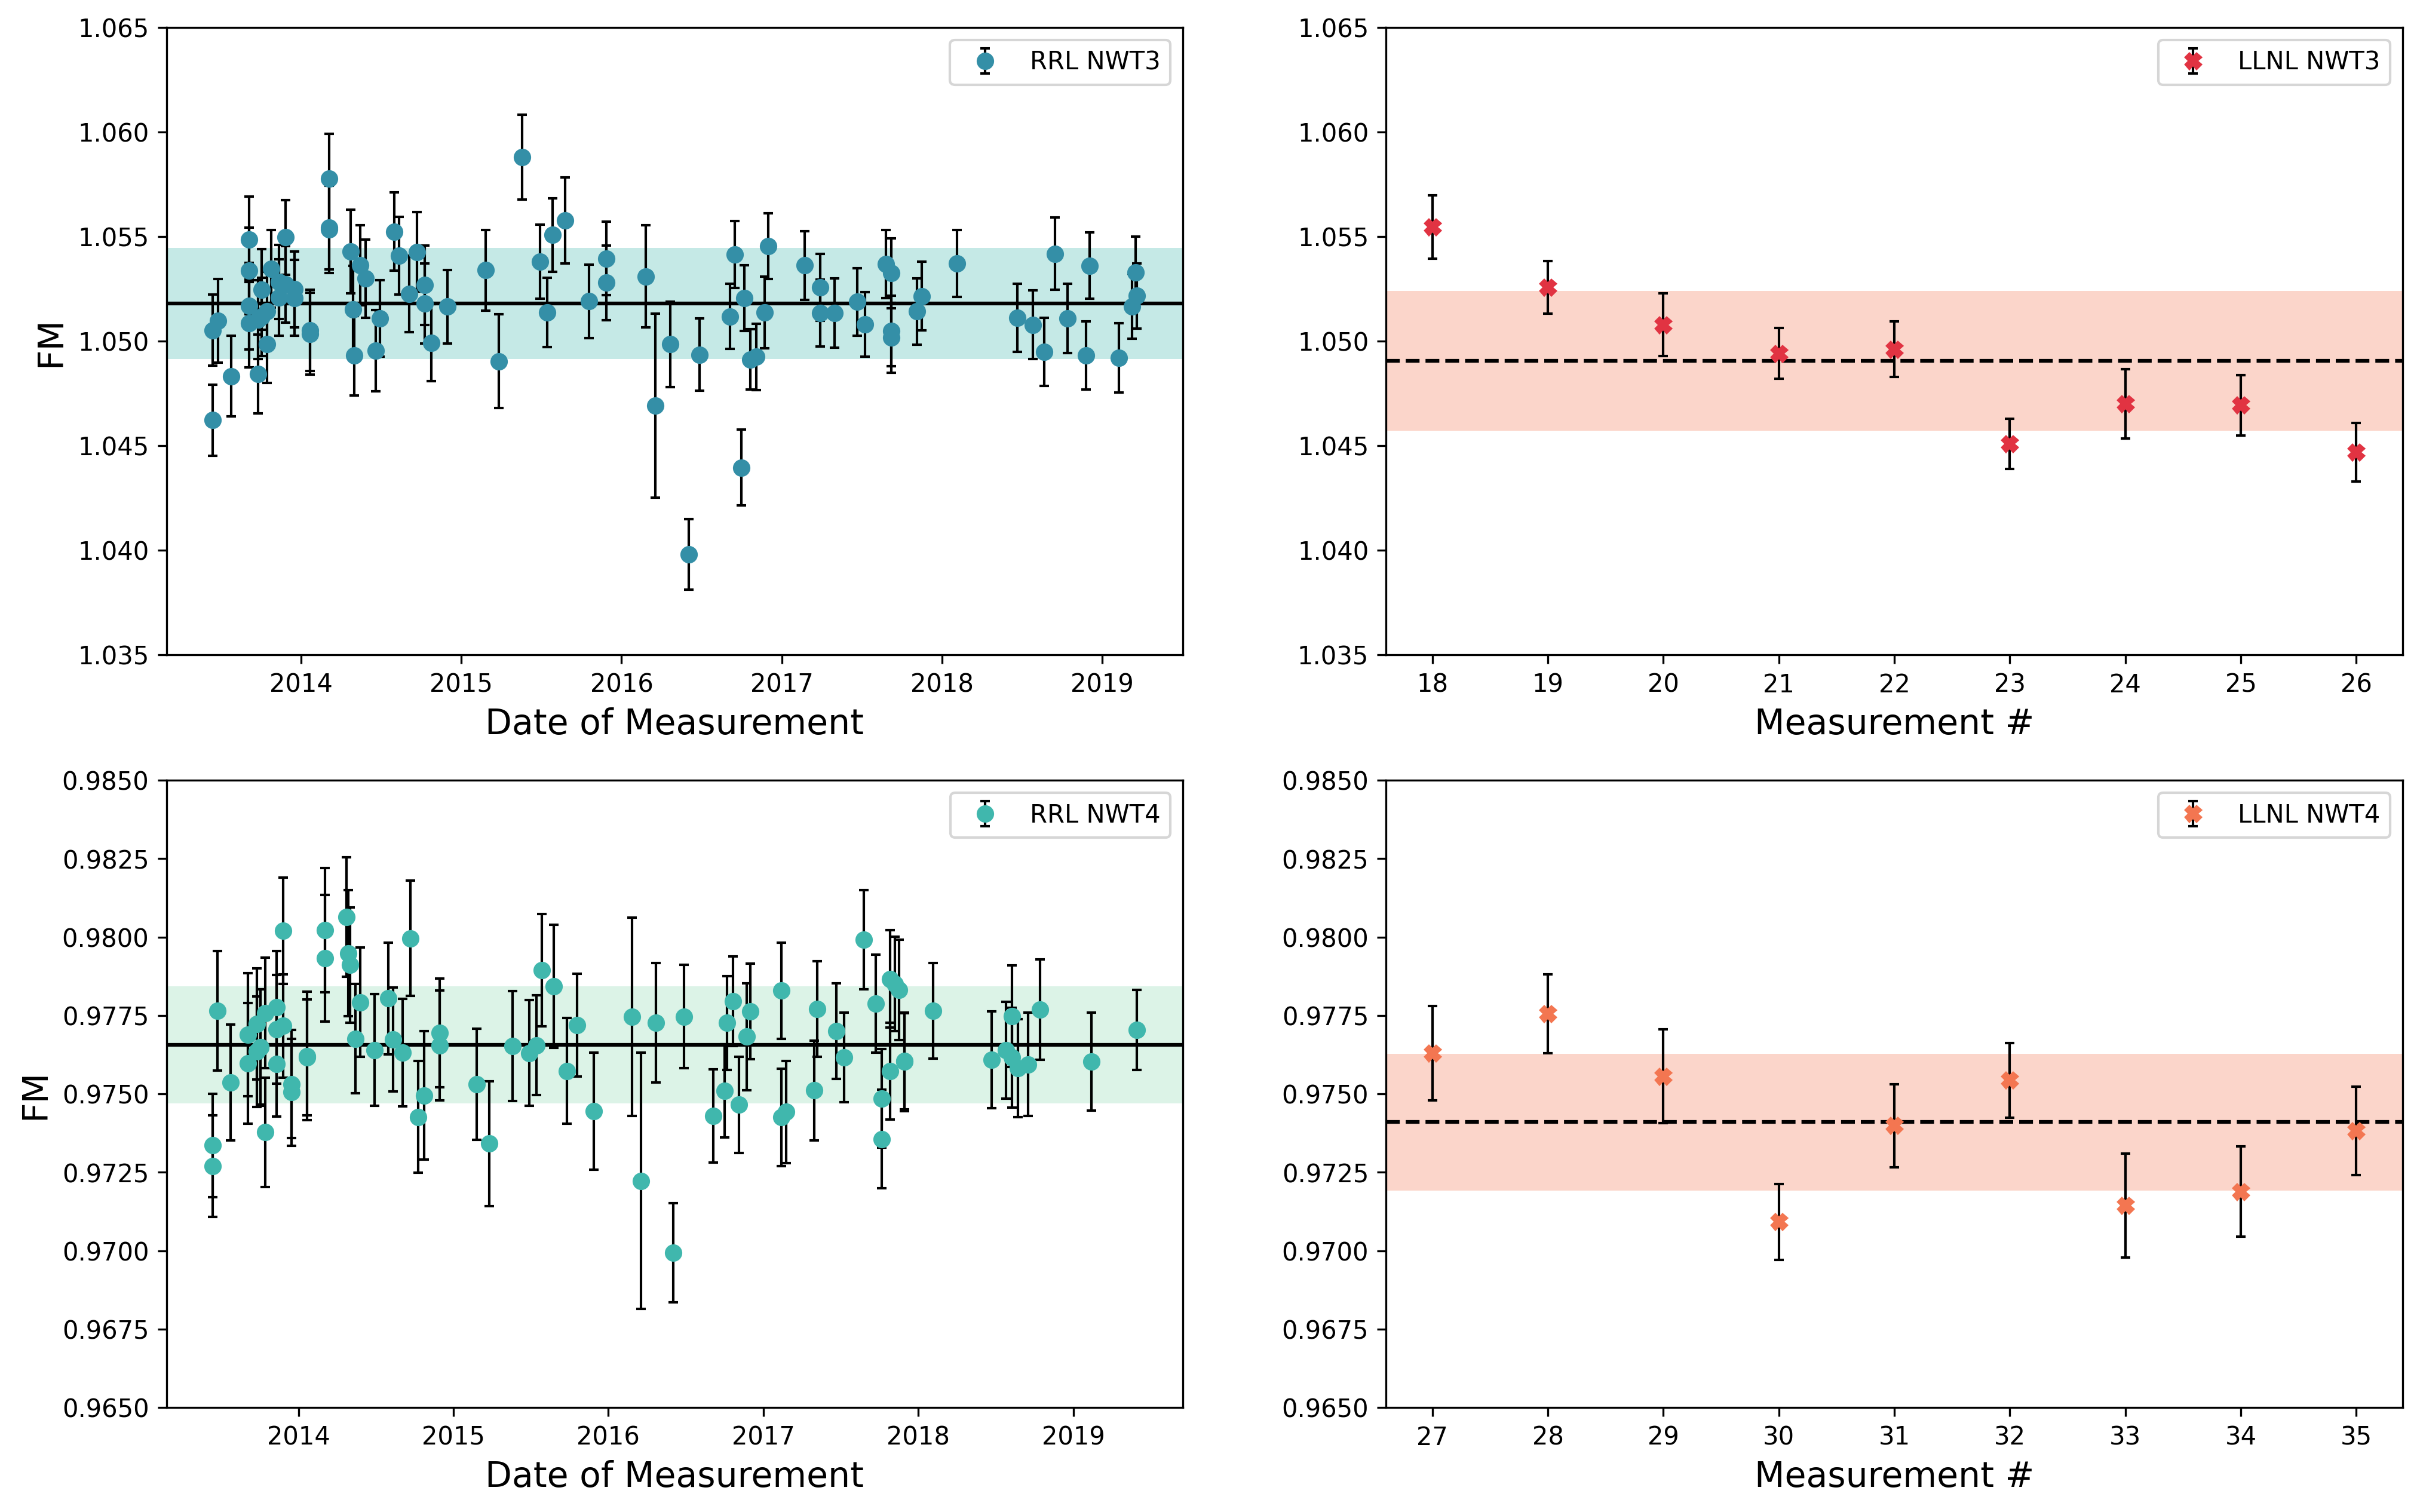 1.065
1.060
1.055
1.050
1.045
1.040
1.035
FM
RRL NWT3
2014 2015 2016 2017 2018 2019
Date of Measurement
1.065
1.060
1.055
1.050
1.045
1.040
1.035
LLNL NWT3
18 19 20 21 22 23 24 25 26
Measurement #
0.9850
0.9825
0.9800
0.9775
0.9750
0.9725
0.9700
0.9675
0.9650
FM
RRL NWT4
2014 2015 2016 2017 2018 2019
Date of Measurement
0.9850
0.9825
0.9800
0.9775
0.9750
0.9725
0.9700
0.9675
0.9650
LLNL NWT4
27 28 29 30 31 32 33 34 35
Measurement #